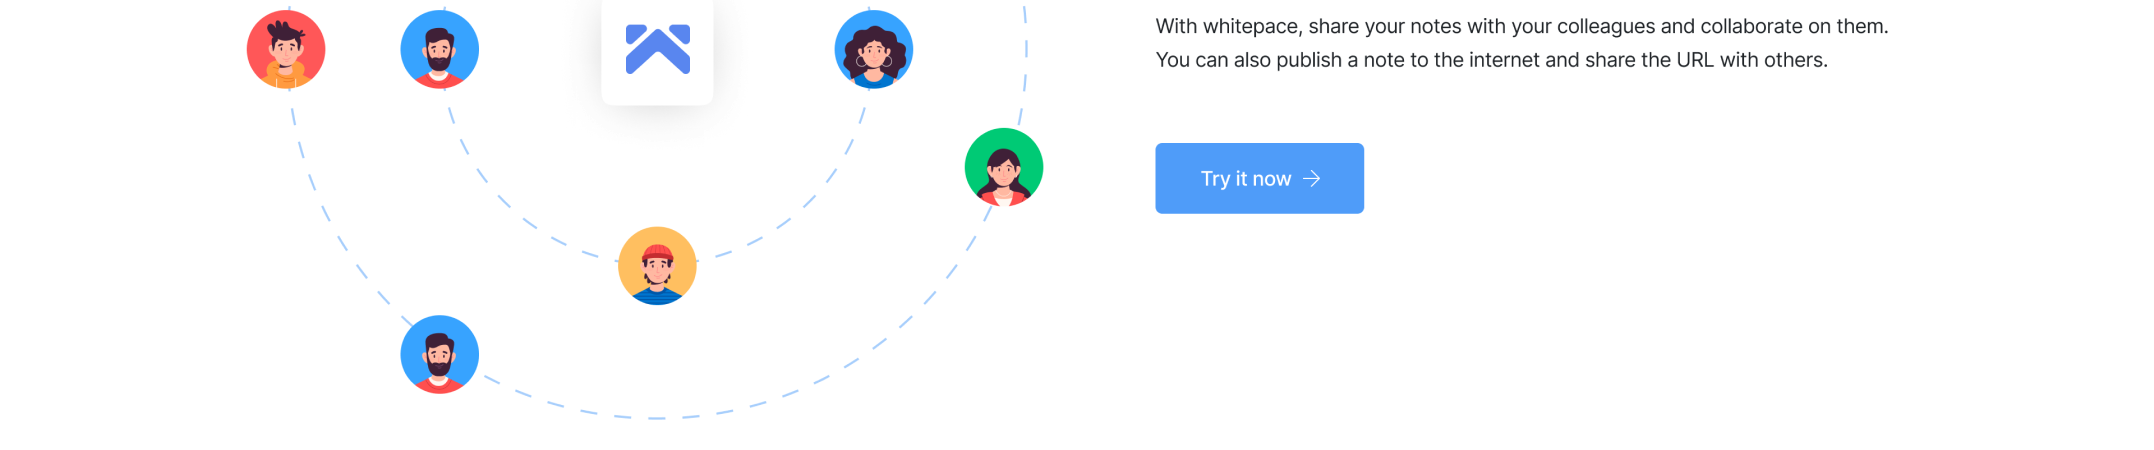 With whitepace, share your notes with your colleagues and collaborate on them.
You can also publish a note to the internet and share the URL with others.
Try it now →